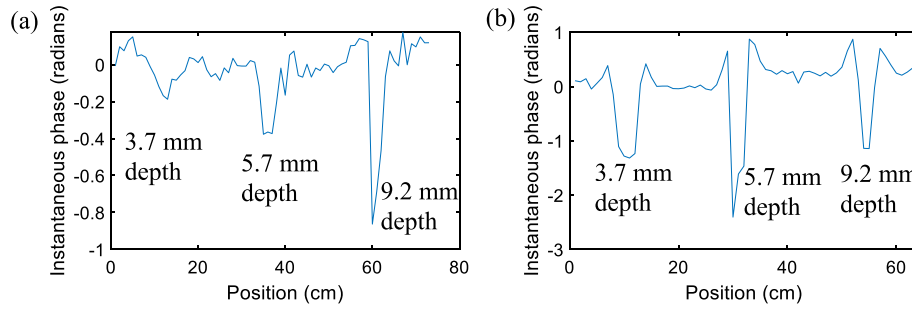 (a)
Instantaneous phase (radians)
0
-0.2
-0.4
-0.6
-0.8
-1
3.7 mm
depth
5.7 mm
depth
9.2 mm
depth
0 20 40 60 80
Position (cm)
(b)
Instantaneous phase (radians)
1
0
-1
-2
-3
3.7 mm
depth
5.7 mm
depth
9.2 mm
depth
0 20 40 60
Position (cm)